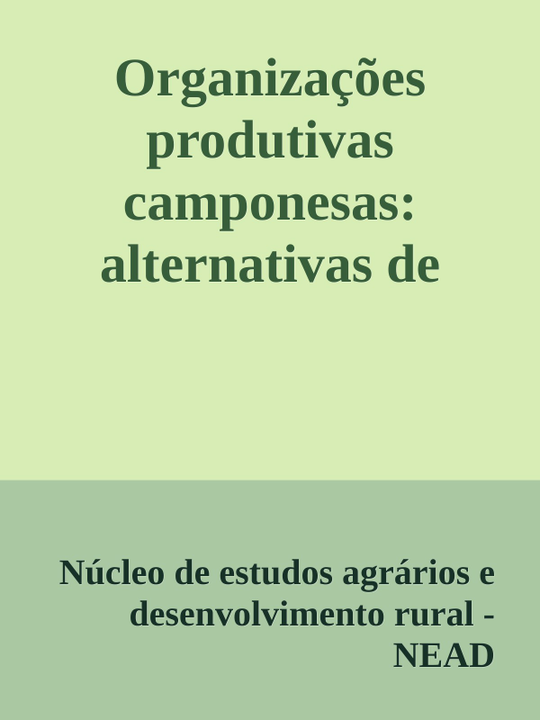 Organizações
produtivas
camponesas:
alternativas de
Núcleo de estudos agrários e
desenvolvimento rural -
NEAD